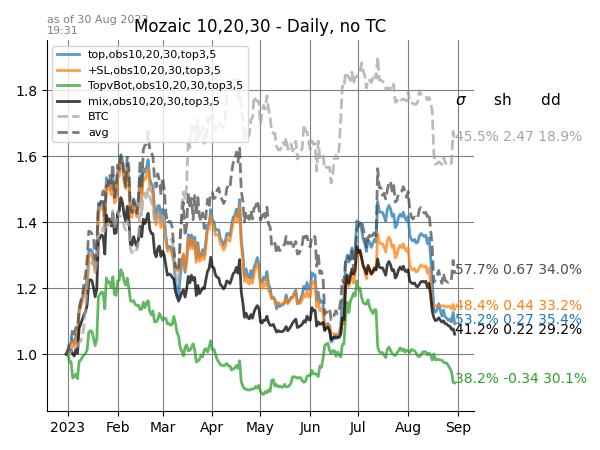 as of 30 Aug 2023
19:31
Mozaic 10,20,30 - Daily, no TC
top,obs10,20,30,top3,5
+SL,obs10,20,30,top3,5
TopvBot,obs10,20,30,top3,5
mix,obs10,20,30,top3,5
BTC
avg
σ sh dd
45.5% 2.47 18.9%
57.7% 0.67 34.0%
48.4% 0.44 33.2%
53.2% 0.27 35.4%
41.2% 0.22 29.2%
38.2% -0.34 30.1%
1.8
1.6
1.4
1.2
1.0
2023 Feb Mar Apr May Jun Jul Aug Sep